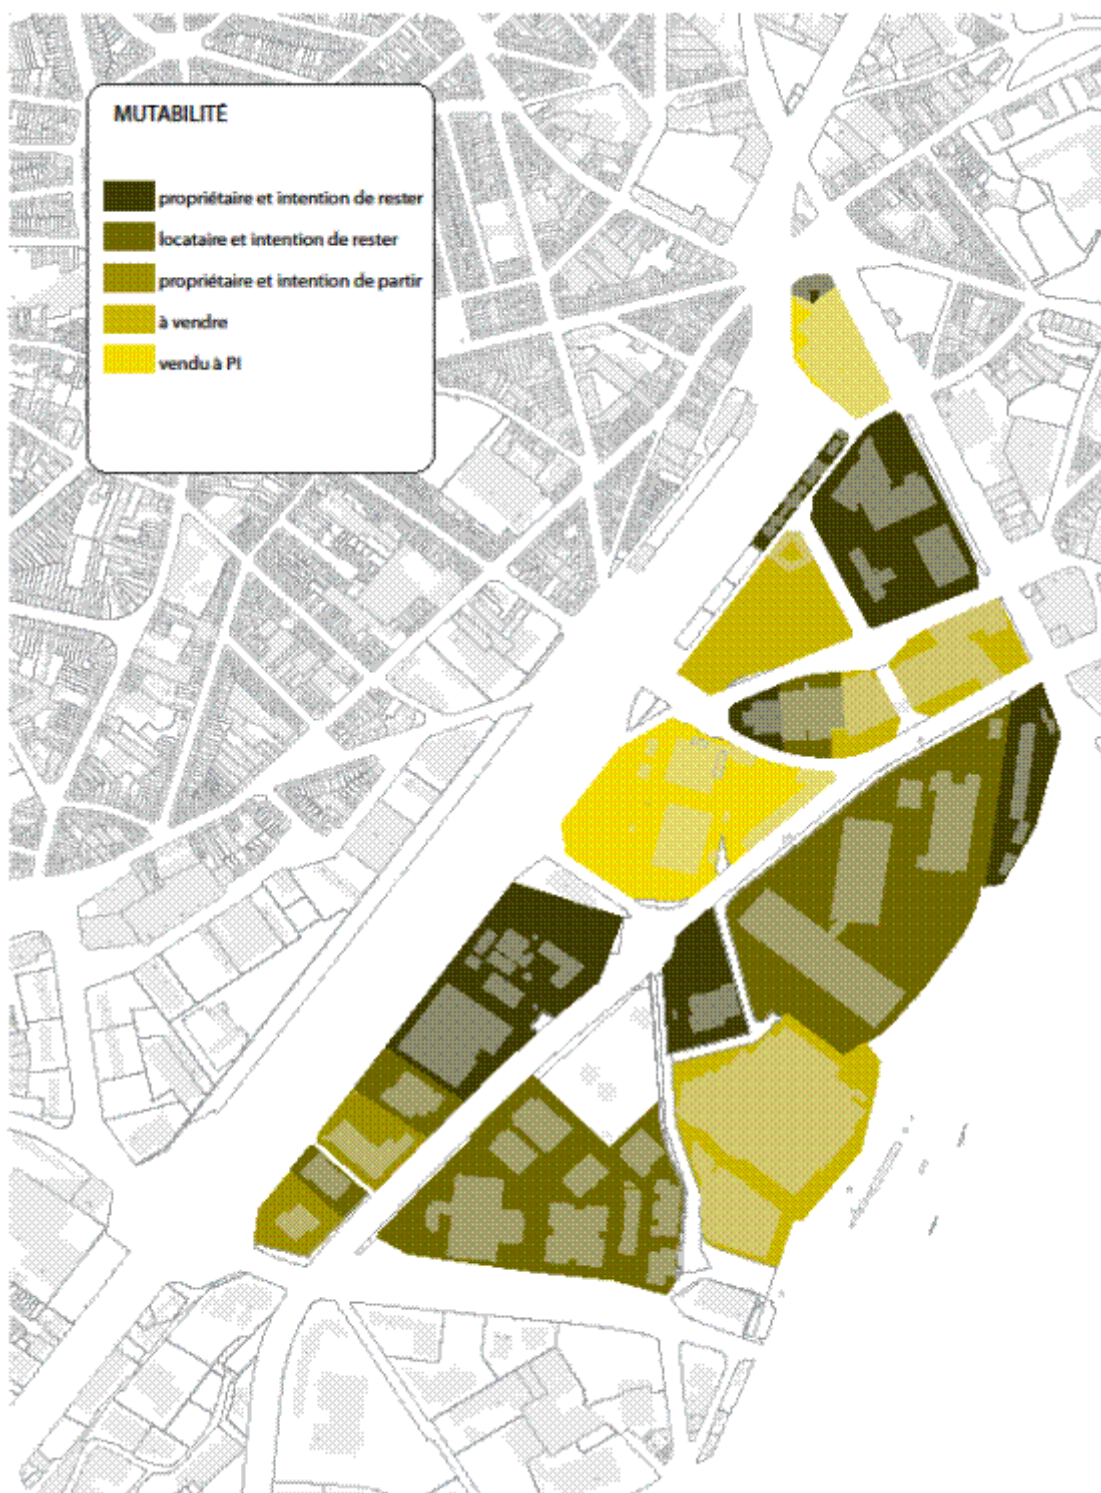 MUTABILITÉ
propriétaire et intention de rester
locataire et intention de rester
propriétaire et intention de partir
à vendre
vendu à PI